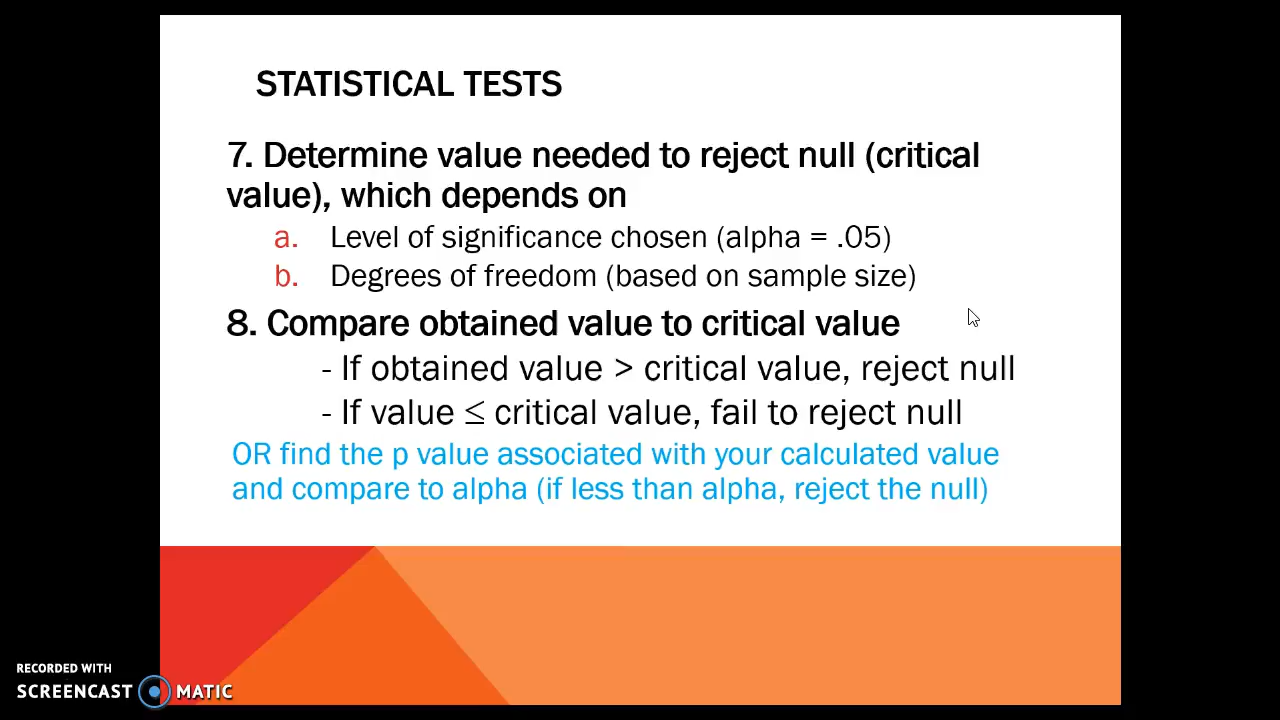 STATISTICAL TESTS
7. Determine value needed to reject null (critical
value), which depends on
a. Level of significance chosen (alpha = .05)
b. Degrees of freedom (based on sample size)
8. Compare obtained value to critical value
- If obtained value > critical value, reject null
- If value ≤ critical value, fail to reject null
OR find the p value associated with your calculated value
and compare to alpha (if less than alpha, reject the null)
RECORDED WITH
SCREENCAST MATIC